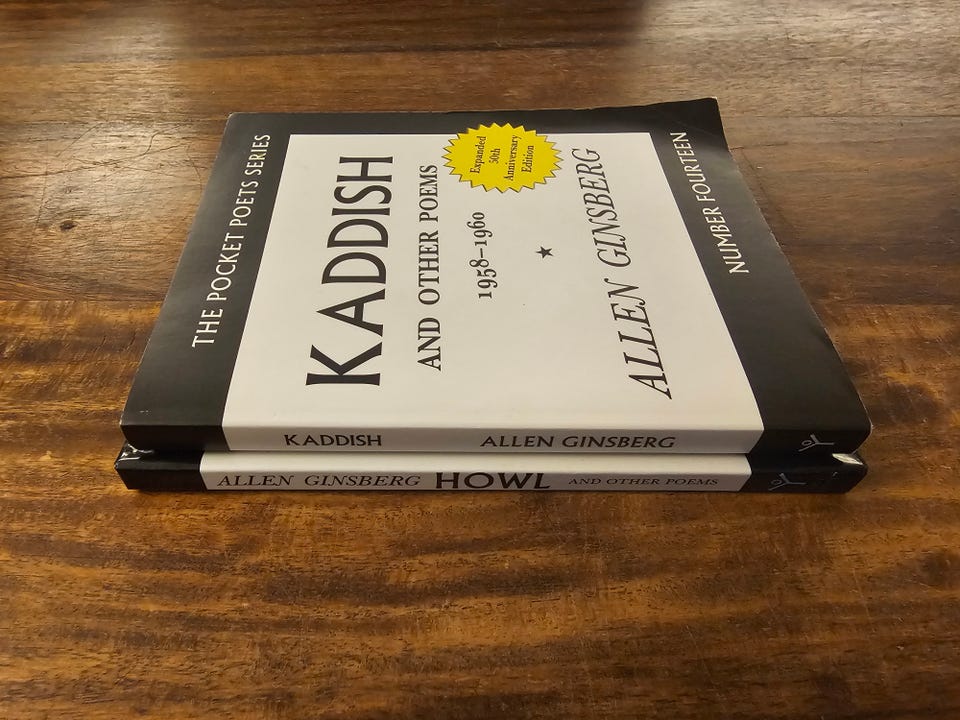 THE POCKET POETS SERIES
KADDISH
AND OTHER POEMS
1958–1960
Expanded
50th
Anniversary
Edition
ALLEN GINSBERG
NUMBER FOURTEEN
KADDISH ALLEN GINSBERG
ALLEN GINSBERG HOWL AND OTHER POEMS